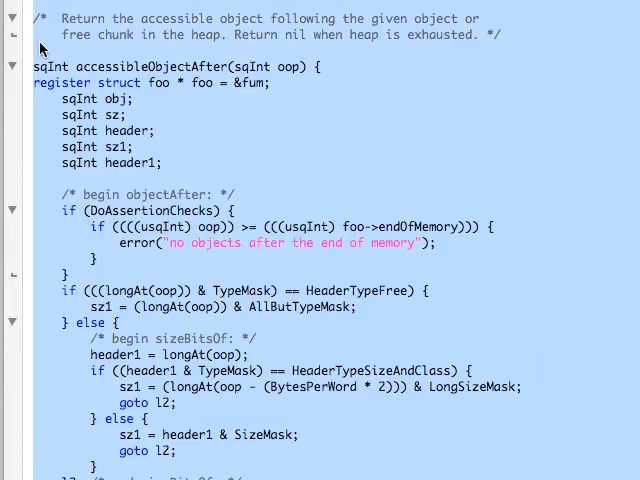 /*  Return the accessible object following the given object or
    free chunk in the heap. Return nil when heap is exhausted. */

sqInt accessibleObjectAfter(sqInt oop) {
register struct foo * foo = &fum;
    sqInt obj;
    sqInt sz;
    sqInt header;
    sqInt sz1;
    sqInt header1;

    /* begin objectAfter: */
    if (DoAssertionChecks) {
        if ((((usqInt) oop)) >= (((usqInt) foo->endOfMemory))) {
            error("no objects after the end of memory");
        }
    }
    if (((longAt(oop)) & TypeMask) == HeaderTypeFree) {
        sz1 = (longAt(oop)) & AllButTypeMask;
    } else {
        /* begin sizeBitsOf: */
        header1 = longAt(oop);
        if ((header1 & TypeMask) == HeaderTypeSizeAndClass) {
            sz1 = (longAt(oop - (BytesPerWord * 2))) & LongSizeMask;
            goto l2;
        } else {
            sz1 = header1 & SizeMask;
            goto l2;
        }